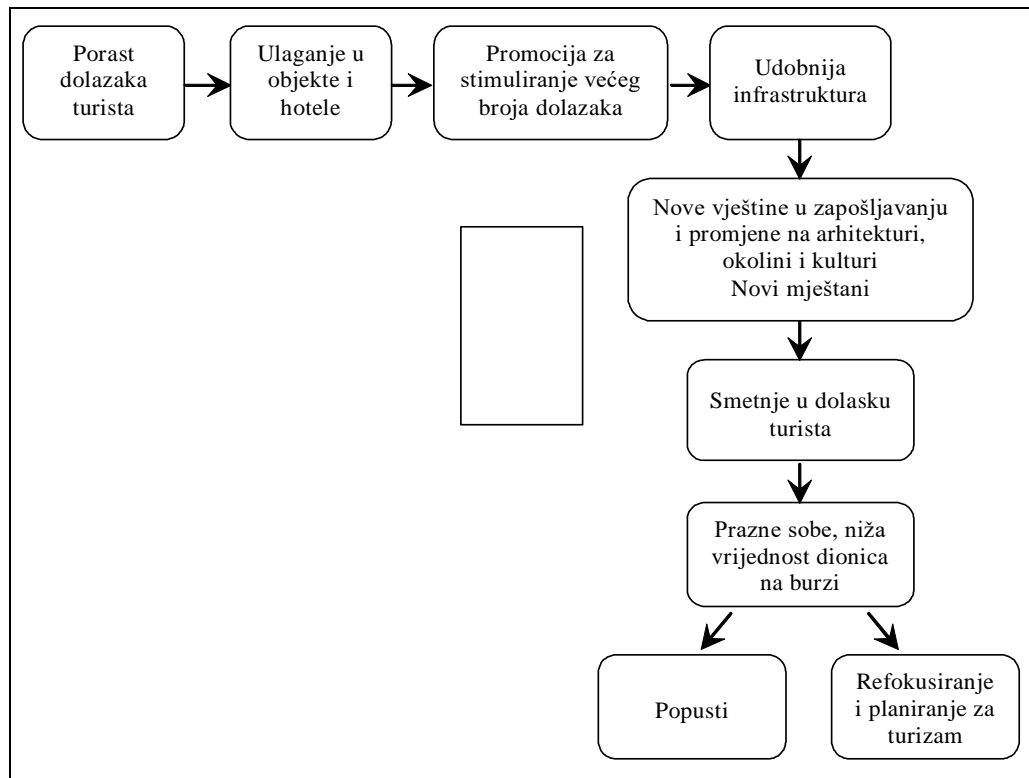 Porast
dolazaka
turista
Ulaganje u
objekte i
hotele
Promocija za
stimuliranje većeg
broja dolazaka
Udobnija
infrastruktura
Nove vještine u zapošljavanju
i promjene na arhitekturi,
okolini i kulturi
Novi mještani
Smetnje u dolasku
turista
Prazne sobe, niža
vrijednost dionica
na burzi
Popusti
Refokusiranje
i planiranje za
turizam